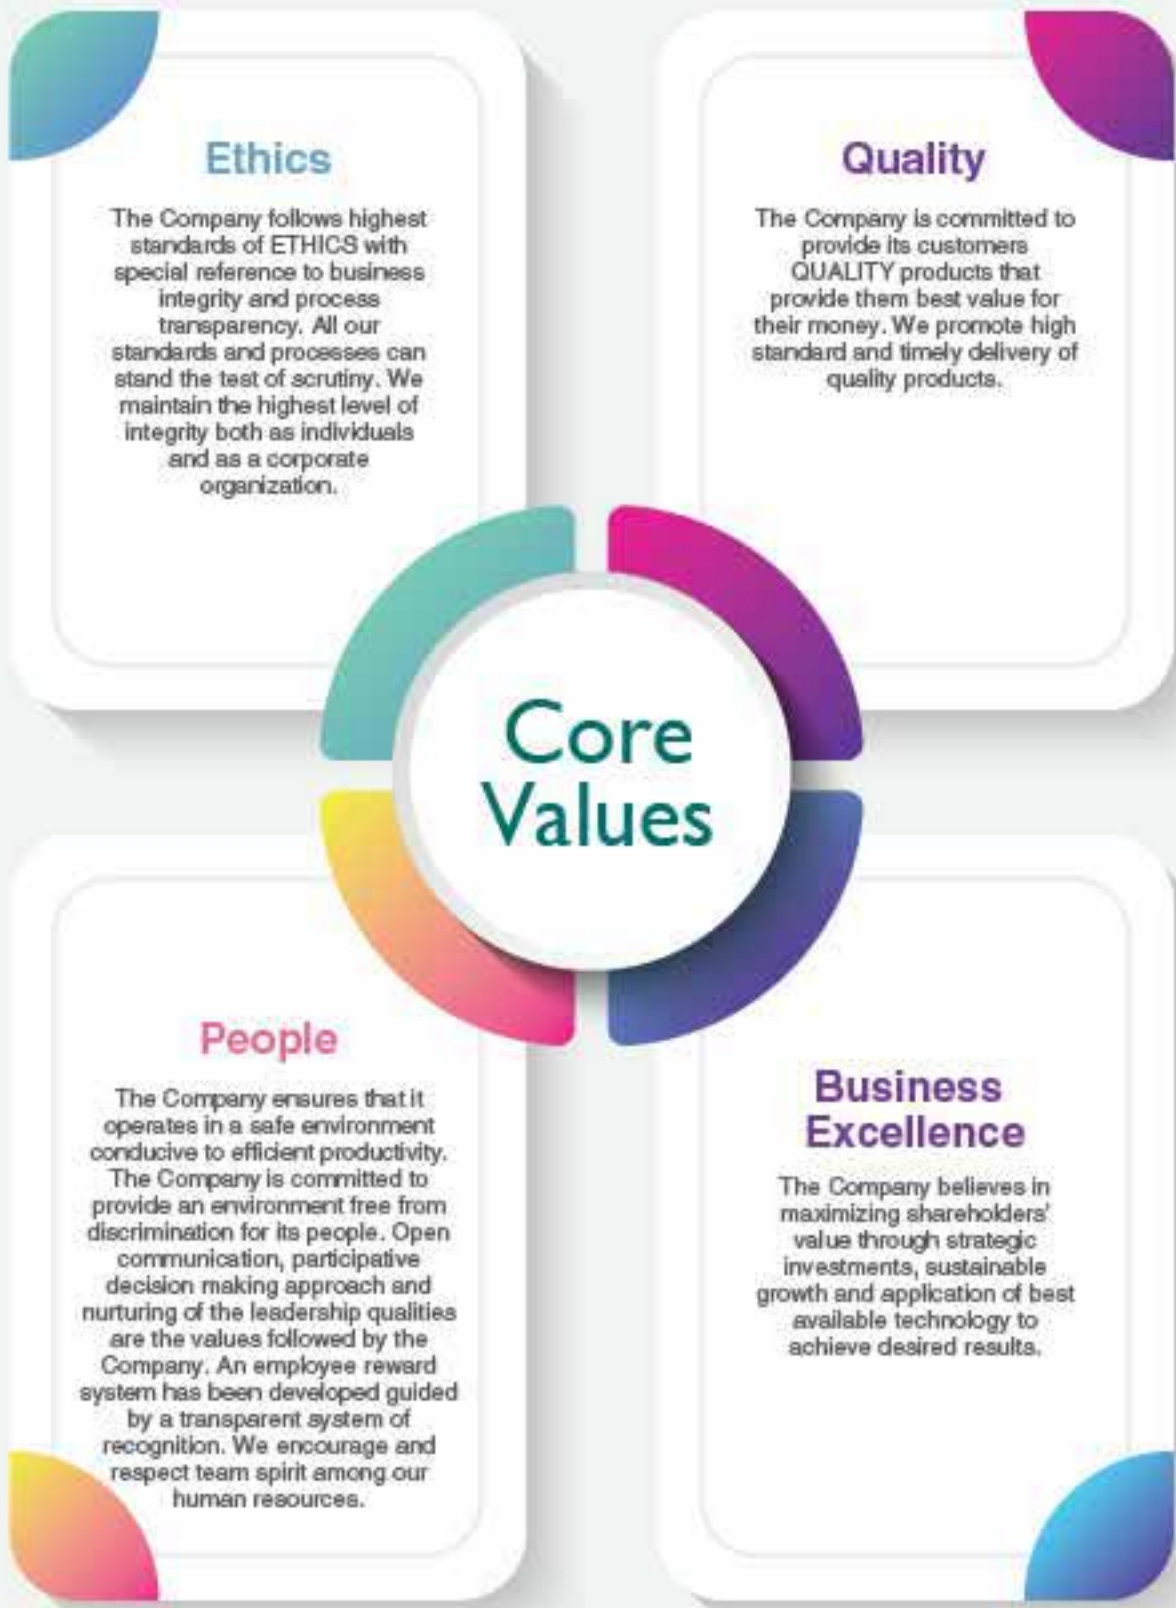 Ethics
The Company follows highest
standards of ETHICS with
special reference to business
integrity and process
transparency. All our
standards and processes can
stand the test of scrutiny. We
maintain the highest level of
integrity both as individuals
and as a corporate
organization.
Quality
The Company is committed to
provide its customers
QUALITY products that
provide them best value for
their money. We promote high
standard and timely delivery of
quality products.
Core
Values
People
The Company ensures that it
operates in a safe environment
conducive to efficient productivity.
The Company is committed to
provide an environment free from
discrimination for its people. Open
communication, participative
decision making approach and
nurturing of the leadership qualities
are the values followed by the
Company. An employee reward
system has been developed guided
by a transparent system of
recognition. We encourage and
respect team spirit among our
human resources.
Business
Excellence
The Company believes in
maximizing shareholders'
value through strategic
investments, sustainable
growth and application of best
available technology to
achieve desired results.